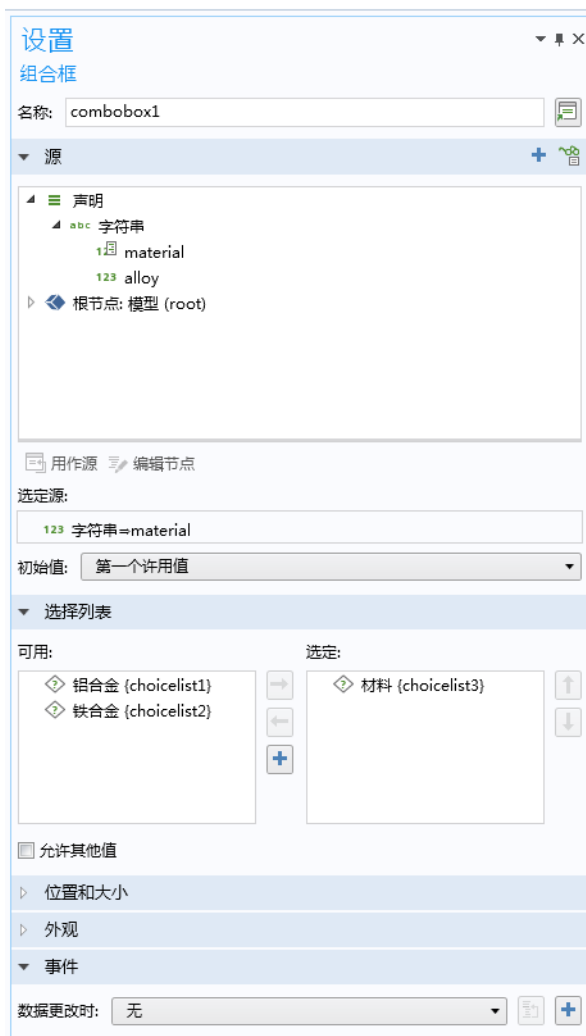 设置
组合框
名称: combobox1
源
声明
abc 字符串
material
123 alloy
根节点: 模型 (root)
用作源 编辑节点
选定源:
123 字符串⇒material
初始值: 第一个许用值
选择列表
可用: 选定:
铝合金 {choicelist1} 材料 {choicelist3}
铁合金 {choicelist2}
允许其他值
位置和大小
外观
事件
数据更改时: 无